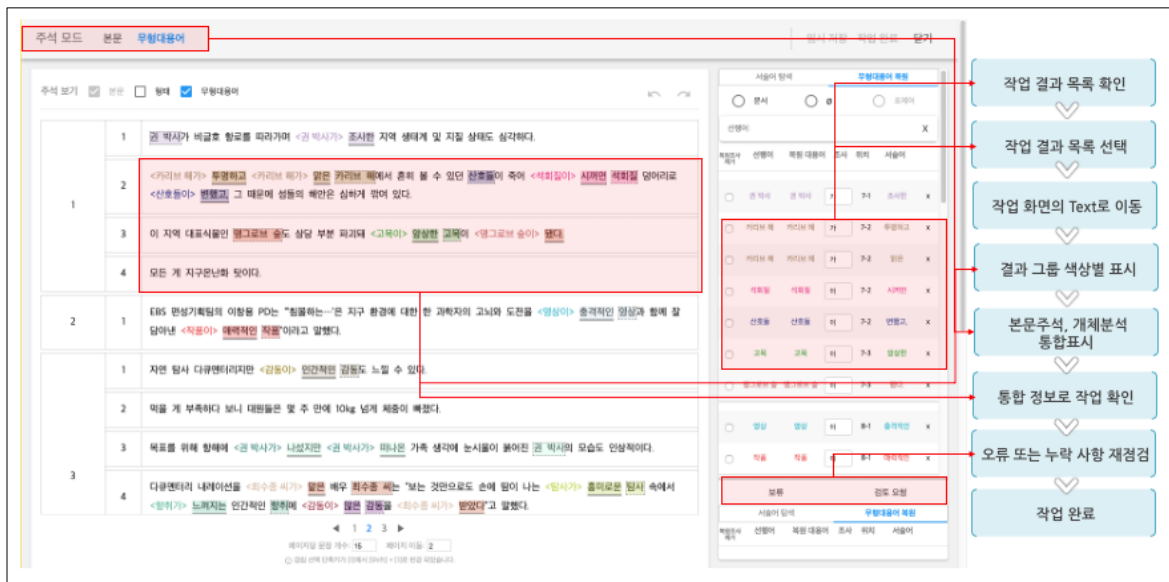 주석 모드 본문 무형대용어
임시 저장 작업 완료 닫기
주석 보기 본문 형태 무형대용어
1
1 권 박사가 비글호 항로를 따라가며 <권 박사가> 조사한 지역 생태계 및 지질 상태도 심각하다.
2 <카리브 해가> 투명하고 <카리브 해가> 맑은 카리브 해에서 흔히 볼 수 있던 산호들이 죽어 <석회질이> 시꺼먼 석회질 덩어리로
<산호들이> 변했고, 그 때문에 섬들의 해안은 심하게 깎여 있다.
3 이 지역 대표식물인 맹그로브 숲도 상당 부분 파괴돼 <고목이> 앙상한 고목이 <맹그로브 숲이> 됐다.
4 모든 게 지구온난화 탓이다.
2
1 EBS 편성기획팀의 이항용 PD는 "'침몰하는…'은 지구 환경에 대한 한 과학자의 고뇌와 도전을 <영상이> 충격적인 영상과 함께 잘
담아낸 <작품이> 매력적인 작품"이라고 말했다.
3
1 자연 탐사 다큐멘터리지만 <감동이> 인간적인 감동도 느낄 수 있다.
2 먹을 게 부족하다 보니 대원들은 몇 주 만에 10kg 넘게 체중이 빠졌다.
3 목표를 위해 항해에 <권 박사가> 나섰지만 <권 박사가> 떠나온 가족 생각에 눈시울이 붉어진 권 박사의 모습도 인상적이다.
4 다큐멘터리 내레이션을 <최수종 씨가> 맡은 배우 최수종 씨는 "보는 것만으로도 손에 땀이 나는 <탐사가> 흥미로운 탐사 속에서
<향취가> 느껴지는 인간적인 향취에 <감동이> 많은 감동을 <최수종 씨가> 받았다"고 말했다.
◀ 1 2 3 ▶
페이지당 문장 개수: 15 페이지 이동: 2
서술어 탐색 무형대용어 복원
문서 ø 조제어
선행어 X
복원조사 제거 선행어 복원 대용어 조사 위치 서술어
권 박사 권 박사 가 7-1 조사한 x
카리브 해 카리브 해 가 7-2 투명하고 x
카리브 해 카리브 해 가 7-2 맑은 x
석회질 석회질 이 7-2 시꺼먼 x
산호들 산호들 이 7-2 변했고, x
고목 고목 이 7-3 앙상한 x
맹그로브 숲 맹그로브 숲 이 7-3 됐다. x
영상 영상 이 8-1 충격적인 x
작품 작품 이 8-1 매력적인 x
보류 검토 요청
서술어 탐색 무형대용어 복원
복원조사 제거 선행어 복원 대용어 조사 위치 서술어
작업 결과 목록 확인
작업 결과 목록 선택
작업 화면의 Text로 이동
결과 그룹 색상별 표시
본문주석, 개체분석
통합표시
통합 정보로 작업 확인
오류 또는 누락 사항 재점검
작업 완료